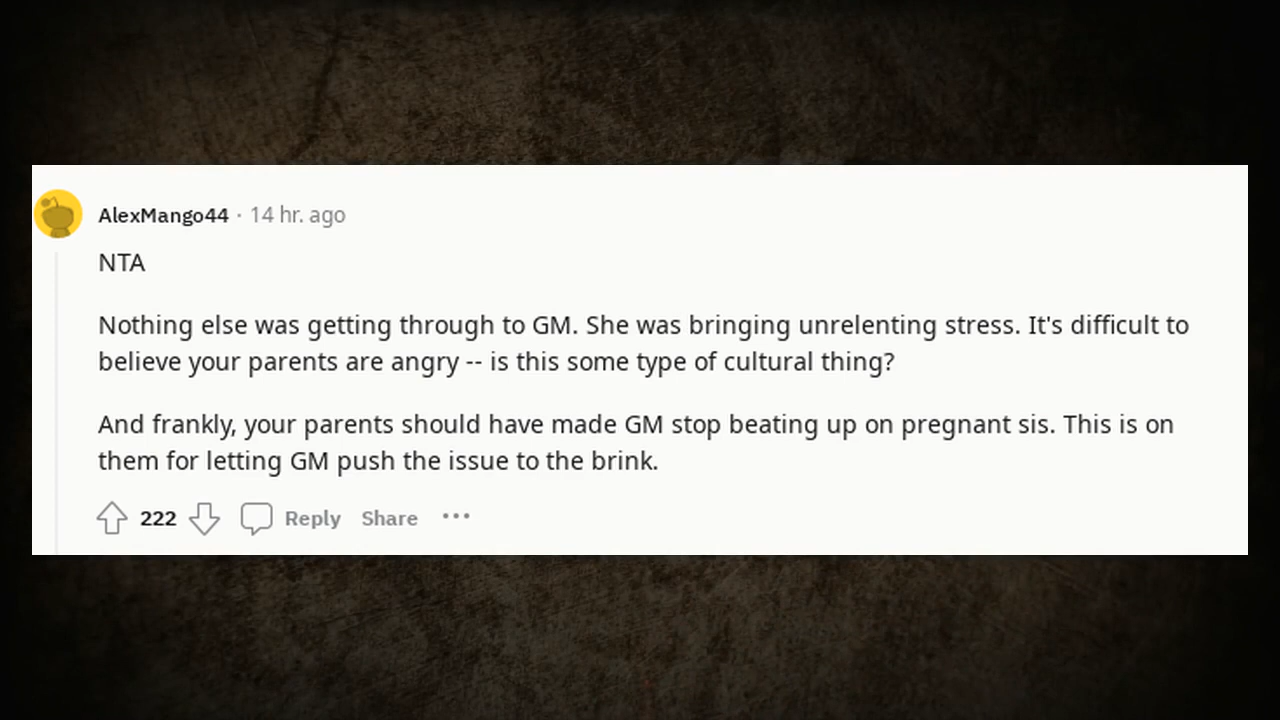 AlexMango44 · 14 hr. ago
NTA
Nothing else was getting through to GM. She was bringing unrelenting stress. It's difficult to
believe your parents are angry -- is this some type of cultural thing?
And frankly, your parents should have made GM stop beating up on pregnant sis. This is on
them for letting GM push the issue to the brink.
222 Reply Share